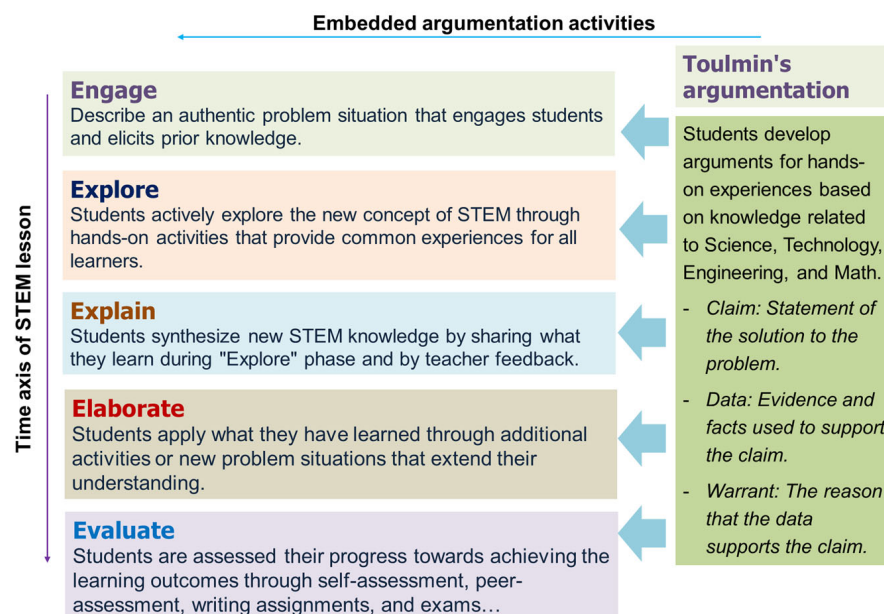 Embedded argumentation activities
Time axis of STEM lesson
Engage
Describe an authentic problem situation that engages students
and elicits prior knowledge.
Explore
Students actively explore the new concept of STEM through
hands-on activities that provide common experiences for all
learners.
Explain
Students synthesize new STEM knowledge by sharing what
they learn during "Explore" phase and by teacher feedback.
Elaborate
Students apply what they have learned through additional
activities or new problem situations that extend their
understanding.
Evaluate
Students are assessed their progress towards achieving the
learning outcomes through self-assessment, peer-
assessment, writing assignments, and exams…
Toulmin's
argumentation
Students develop
arguments for hands-
on experiences based
on knowledge related
to Science, Technology,
Engineering, and Math.
- Claim: Statement of
the solution to the
problem.
- Data: Evidence and
facts used to support
the claim.
- Warrant: The reason
that the data
supports the claim.